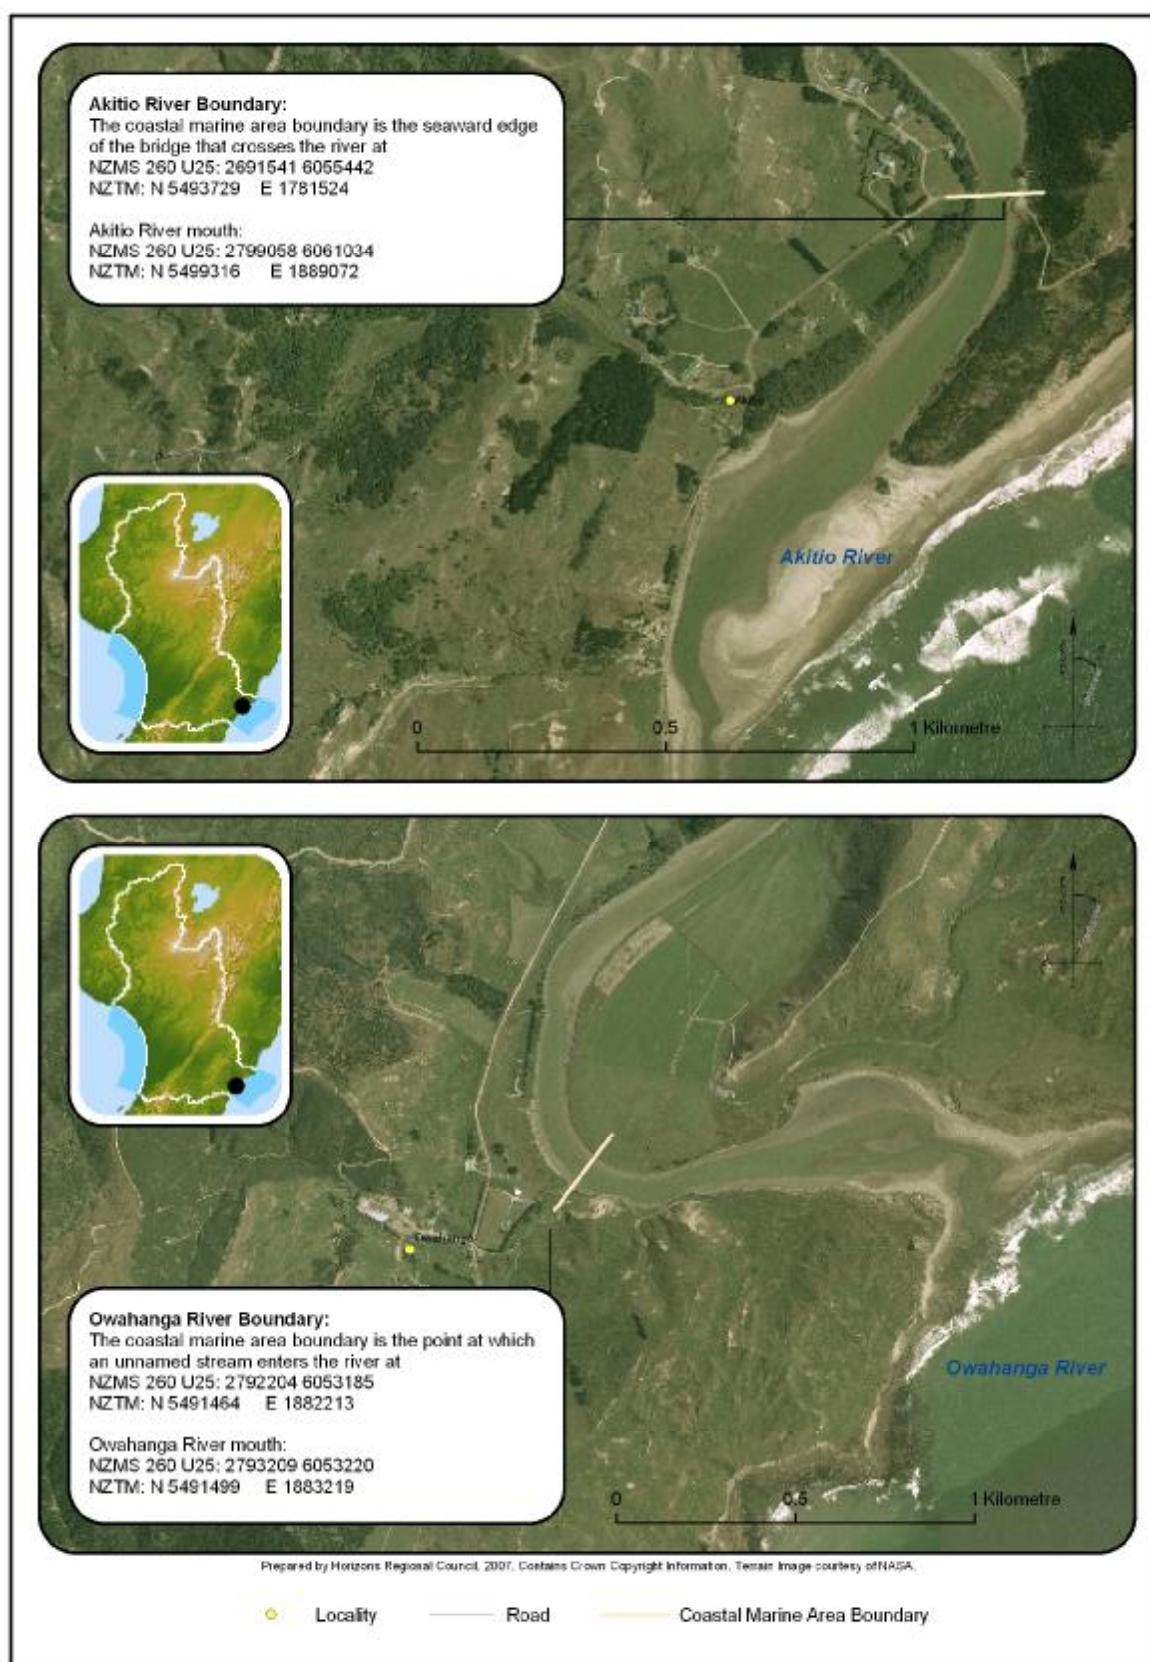 Akitio River Boundary:
The coastal marine area boundary is the seaward edge
of the bridge that crosses the river at
NZMS 260 U25: 2691541 6055442
NZTM: N 5493729 E 1781524
Akitio River mouth:
NZMS 260 U25: 2799058 6061034
NZTM: N 5499316 E 1889072
Akitio River
0 0.5 1 Kilometre
Owahanga
Owahanga River Boundary:
The coastal marine area boundary is the point at which
an unnamed stream enters the river at
NZMS 260 U25: 2792204 6053185
NZTM: N 5491464 E 1882213
Owahanga River mouth:
NZMS 260 U25: 2793209 6053220
NZTM: N 5491499 E 1883219
Owahanga River
0 0.5 1 Kilometre
Prepared by Horizons Regional Council, 2007. Contains Crown Copyright Information. Terrain Image courtesy of NASA.
Locality Road Coastal Marine Area Boundary